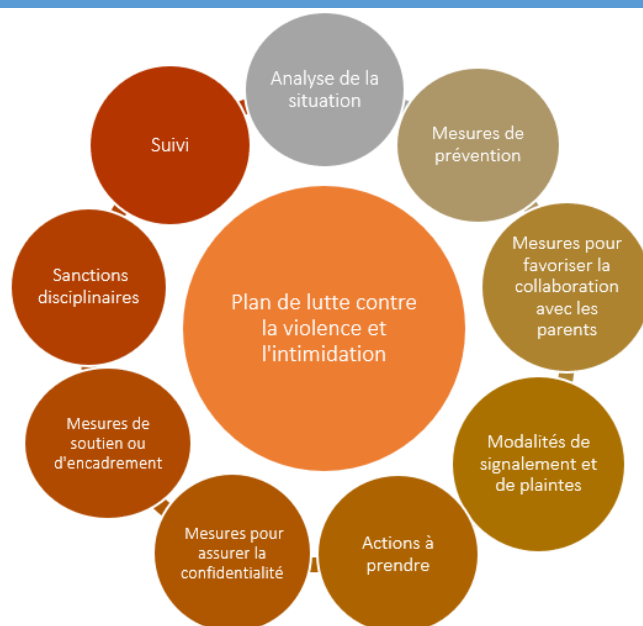 Analyse de la
situation
Mesures de
prévention
Mesures pour
favoriser la
collaboration
avec les
parents
Modalités de
signalement et
de plaintes
Actions à
prendre
Mesures pour
assurer la
confidentialité
Mesures de
soutien ou
d'encadrement
Sanctions
disciplinaires
Suivi
Plan de lutte contre
la violence et
l'intimidation